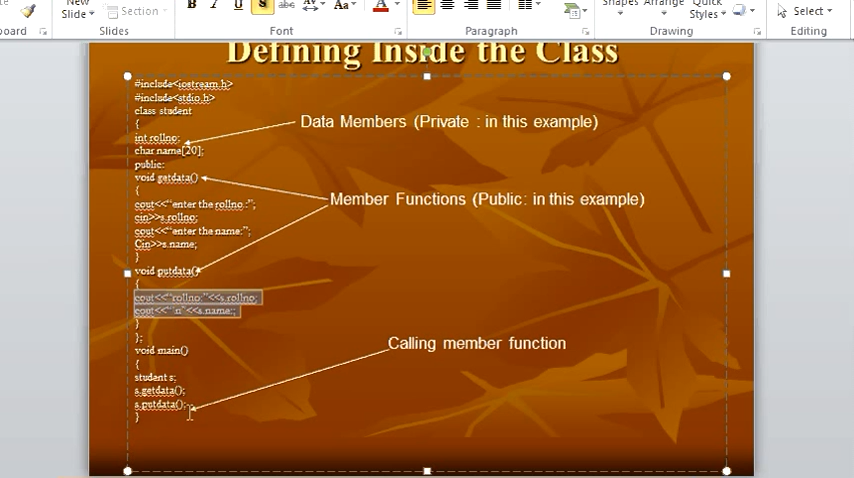 New
Slide
Section
board
Slides
B
I
U
S
abc
AV
Aa
A
Font
Paragraph
Shapes
Arrange
Quick
Styles
Drawing
Select
Editing
Defining Inside the Class
#include<iostream.h>
#include<stdio.h>
class student
{
int rollno;
char name[20];
public:
void getdata()
{
cout<<"enter the rollno :";
cin>>s.rollno;
cout<<"enter the name:";
Cin>>s.name;
}
void putdata()
{
cout<<"rollno:"<<s.rollno;
cout<<"\n"<<s.name:;
}
};
void main()
{
student s;
s.getdata();
s.putdata();
}
Data Members (Private : in this example)
Member Functions (Public: in this example)
Calling member function